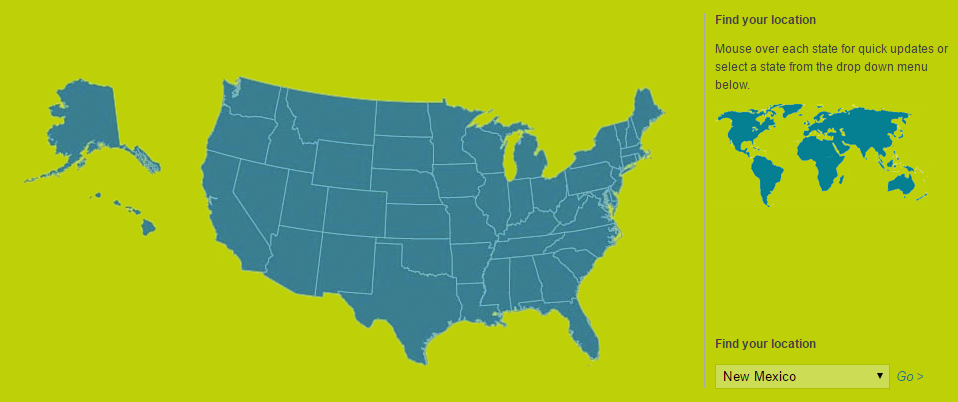 Find your location
Mouse over each state for quick updates or
select a state from the drop down menu
below.
Find your location
New Mexico
Go >